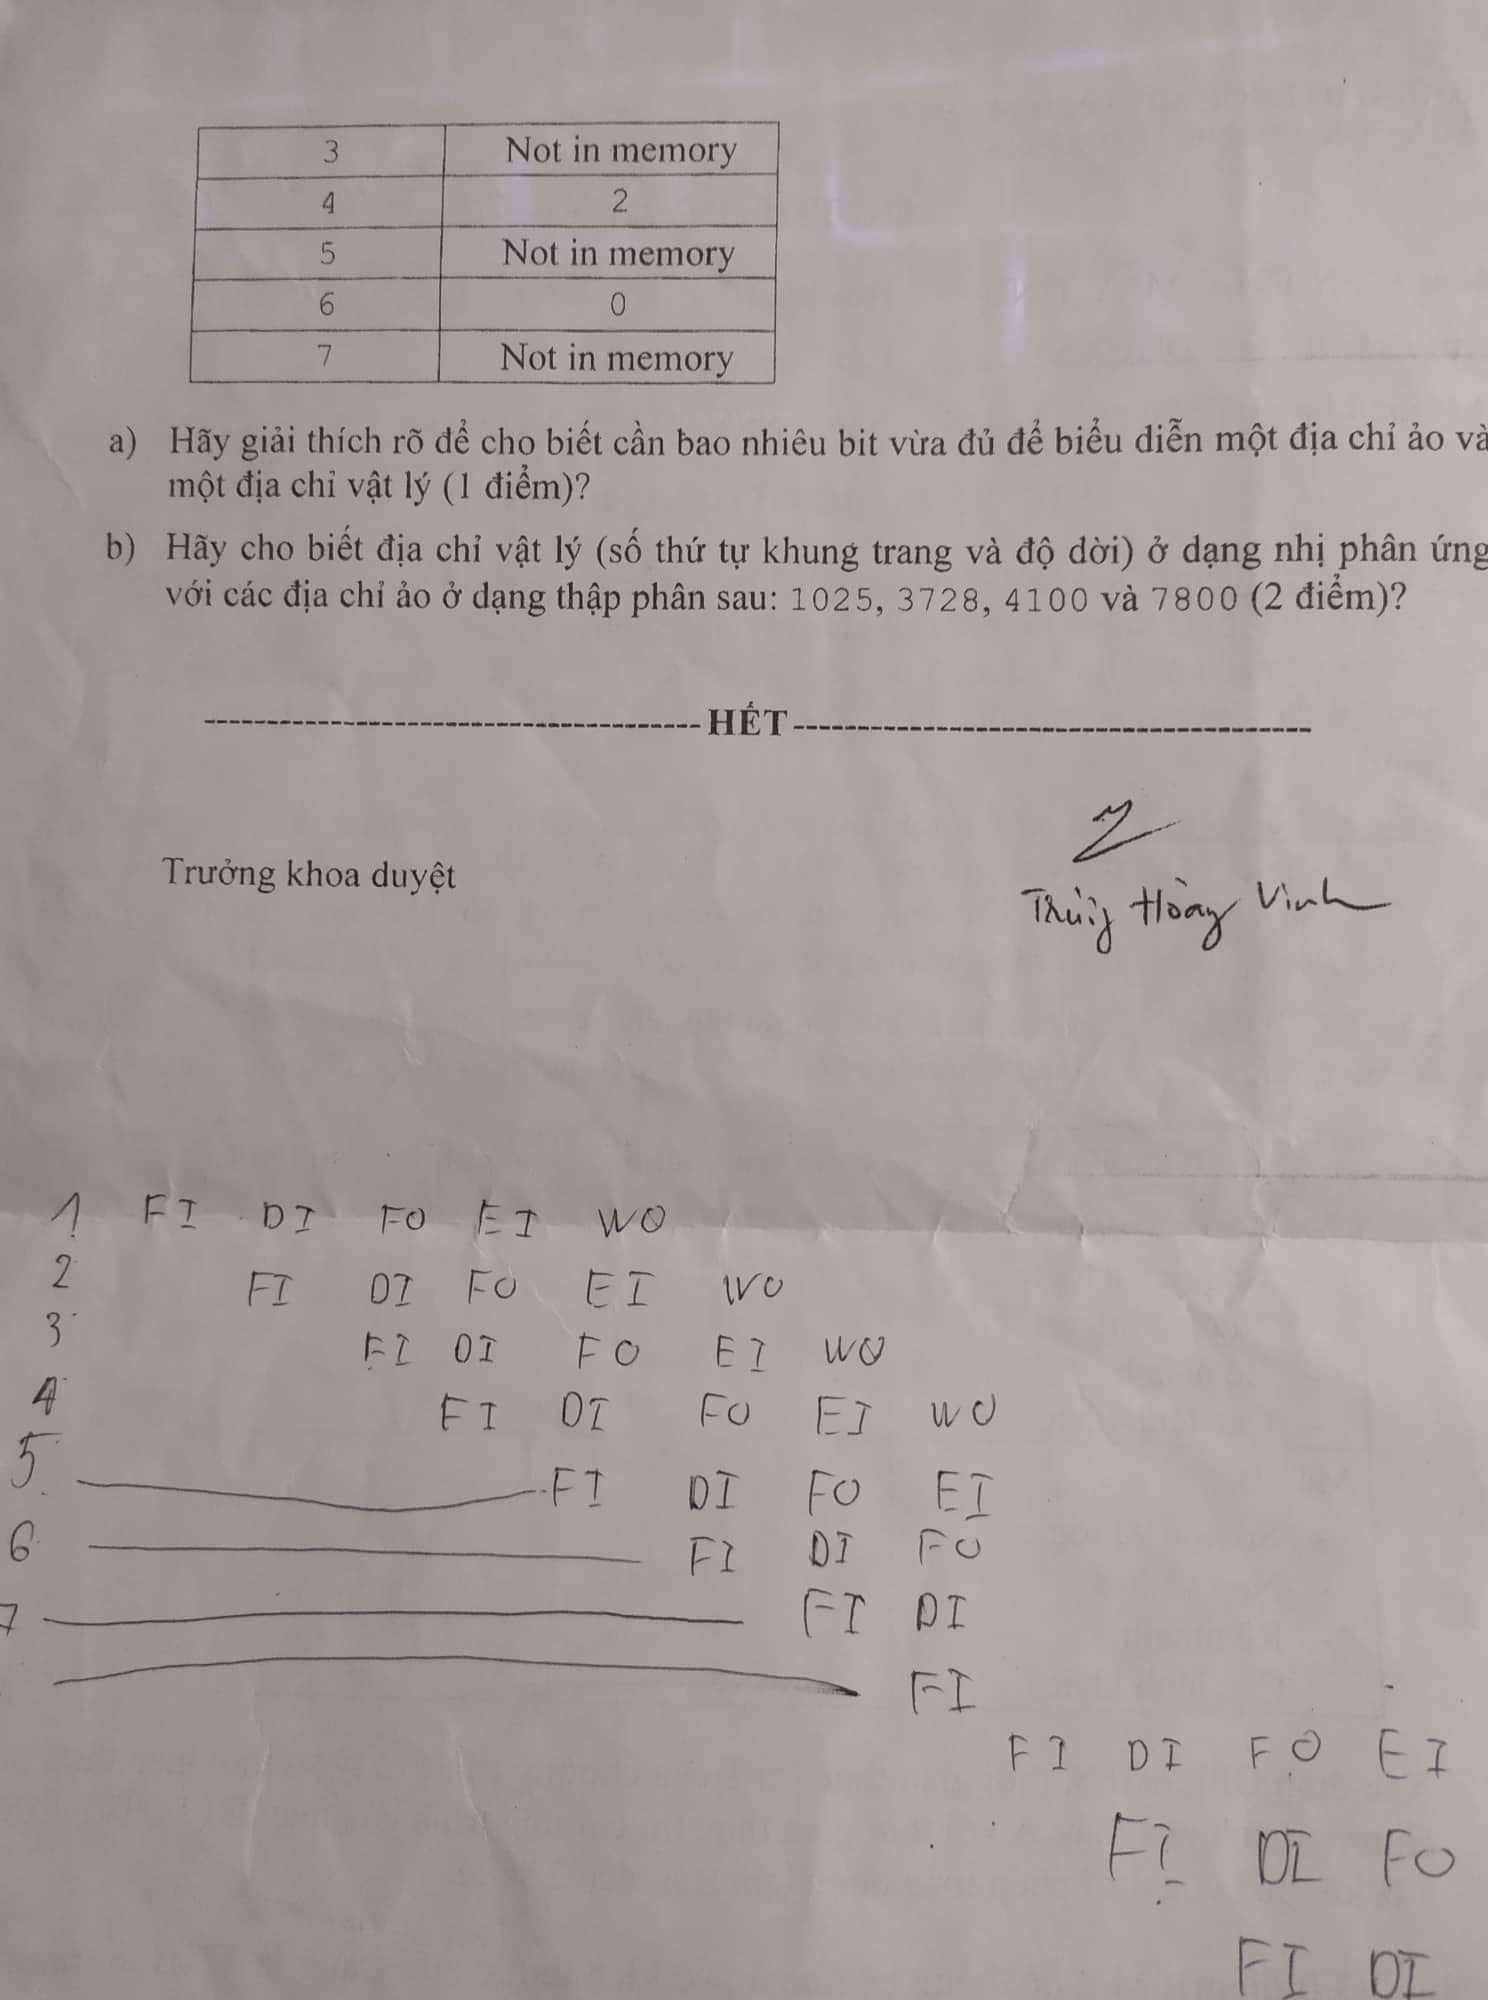 3 Not in memory
4 2
5 Not in memory
6 0
7 Not in memory
a) Hãy giải thích rõ để cho biết cần bao nhiêu bit vừa đủ để biểu diễn một địa chỉ ảo và
một địa chỉ vật lý (1 điểm)?
b) Hãy cho biết địa chỉ vật lý (số thứ tự khung trang và độ dời) ở dạng nhị phân ứng
với các địa chỉ ảo ở dạng thập phân sau: 1025, 3728, 4100 và 7800 (2 điểm)?
HẾT
Trưởng khoa duyệt
Hoàng Vinh
1 FI DI FO EI WO
2 FI DI FO EI WO
3 FI DI FO EI WO
4 FI DI FO EI WO
5 FI DI FO EI
6 FI DI FO
7 FI DI
FI
FI DI FO EI
FI DI FO
FI DI